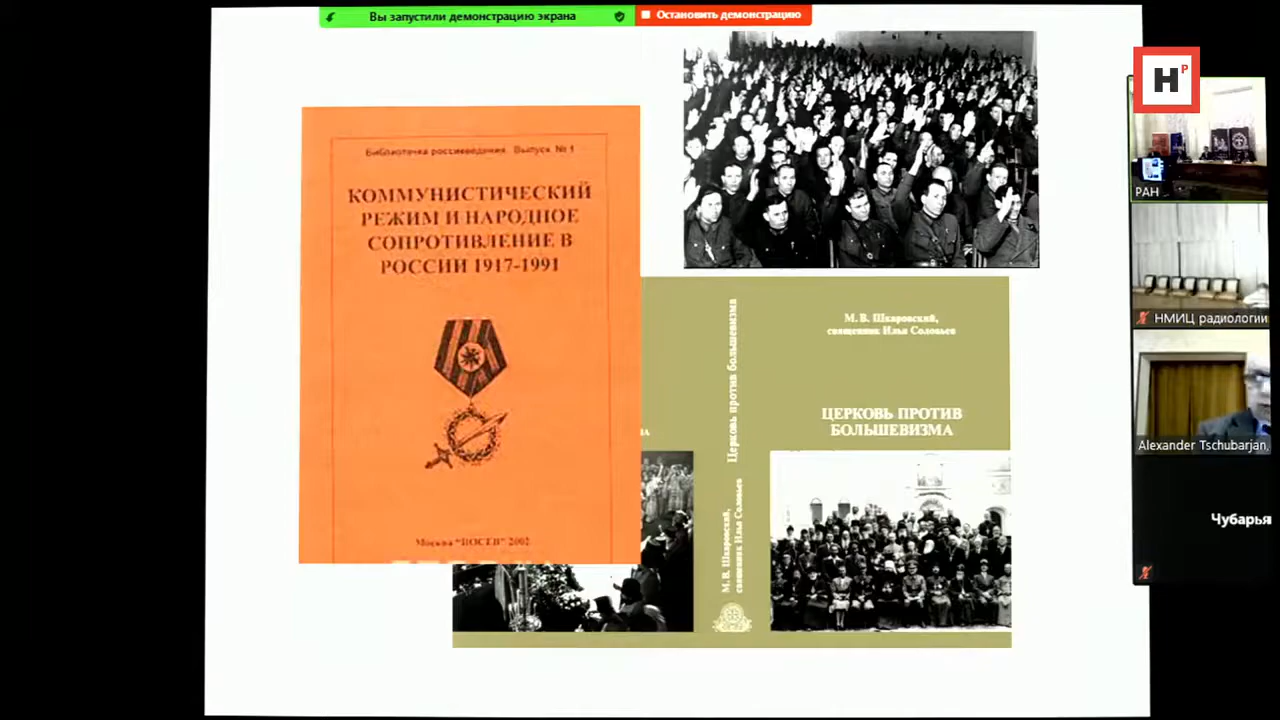 Вы запустили демонстрацию экрана
Остановить демонстрацию
Библиотечка россиеведения. Выпуск № 1
КОММУНИСТИЧЕСКИЙ
РЕЖИМ И НАРОДНОЕ
СОПРОТИВЛЕНИЕ В
РОССИИ 1917-1991
Москва "ПОСЕВ" 2002
Церковь против большевизма
М. В. Шкаровский,
священник Илья Соловьев
М. В. Шкаровский,
священник Илья Соловьев
ЦЕРКОВЬ ПРОТИВ
БОЛЬШЕВИЗМА
НР
РАН
НМИЦ радиологии
Alexander Tschubarjan,
Чубарья